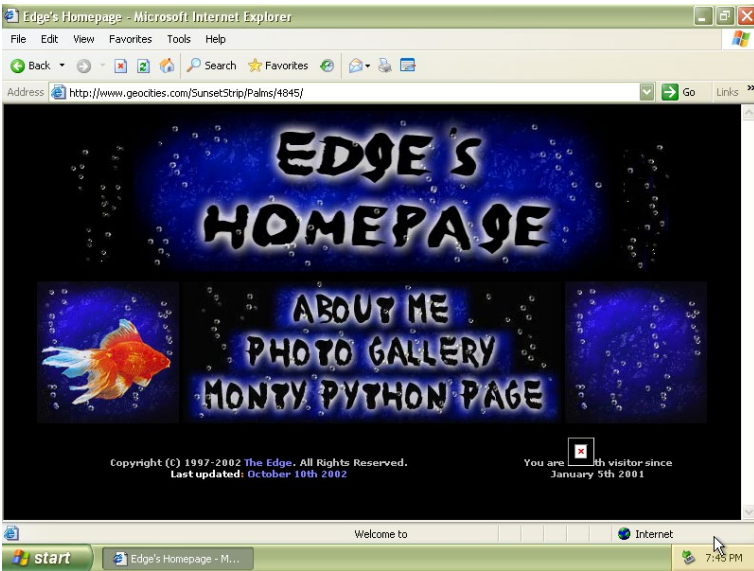 Edge's Homepage - Microsoft Internet Explorer
File Edit View Favorites Tools Help
Back Search Favorites
Address http://www.geocities.com/SunsetStrip/Palms/4845/ Go Links »
EDGE'S
HOMEPAGE
ABOUT ME
PHOTO GALLERY
MONTY PYTHON PAGE
Copyright (C) 1997-2002 The Edge. All Rights Reserved.
Last updated: October 10th 2002
You are th visitor since
January 5th 2001
Welcome to Internet
start Edge's Homepage - M... 7:45 PM